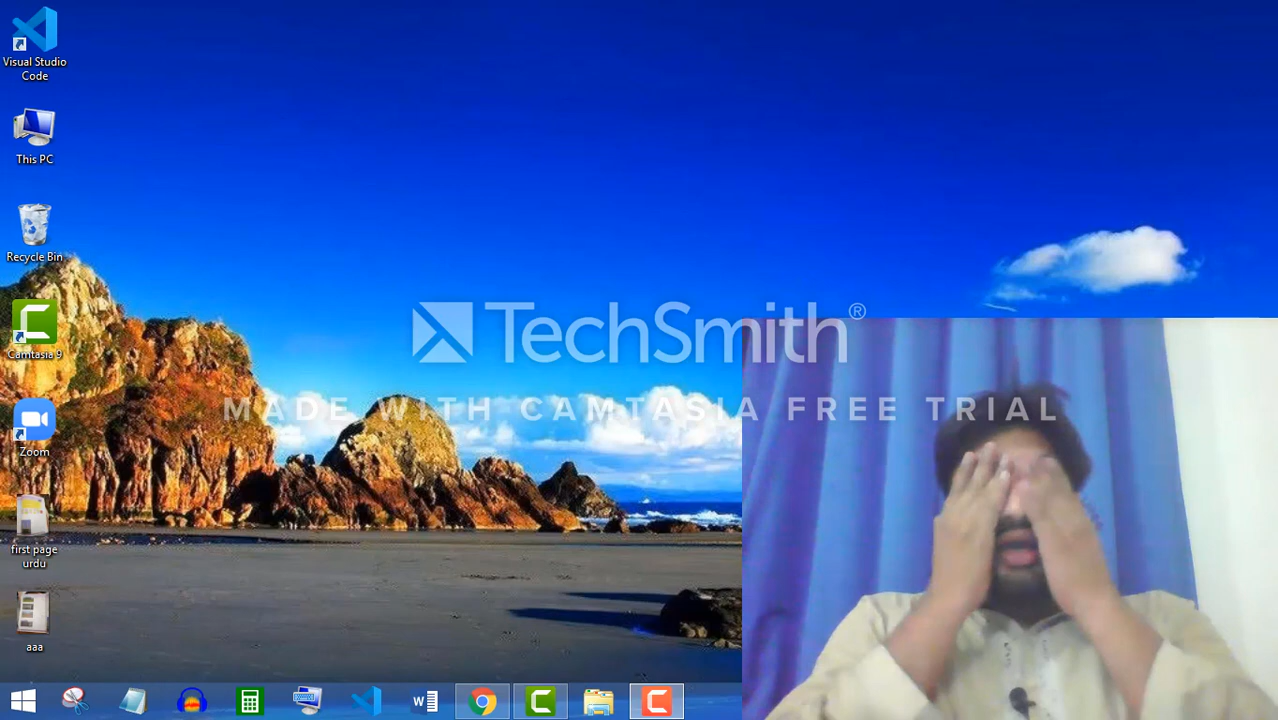 Visual Studio
Code
This PC
Recycle Bin
Camtasia 9
Zoom
first page
urdu
aaa
TechSmith®
MADE WITH CAMTASIA FREE TRIAL